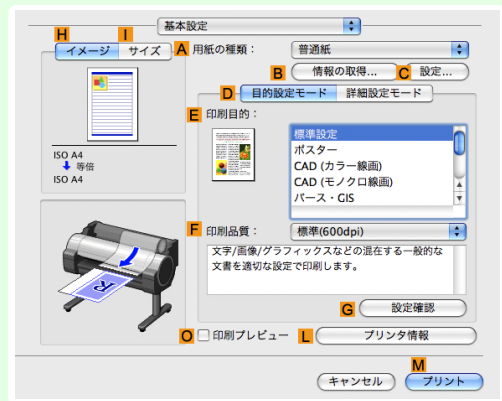 基本設定
H I
イメージ サイズ
A 用紙の種類： 普通紙
B 情報の取得... C 設定...
D 目的設定モード 詳細設定モード
E 印刷目的：
標準設定
ポスター
CAD (カラー線画)
CAD (モノクロ線画)
パース・GIS
ISO A4
等倍
ISO A4
F 印刷品質： 標準(600dpi)
文字/画像/グラフィックスなどの混在する一般的な
文書を適切な設定で印刷します。
R
G 設定確認
O 印刷プレビュー L プリンタ情報
M
キャンセル プリント